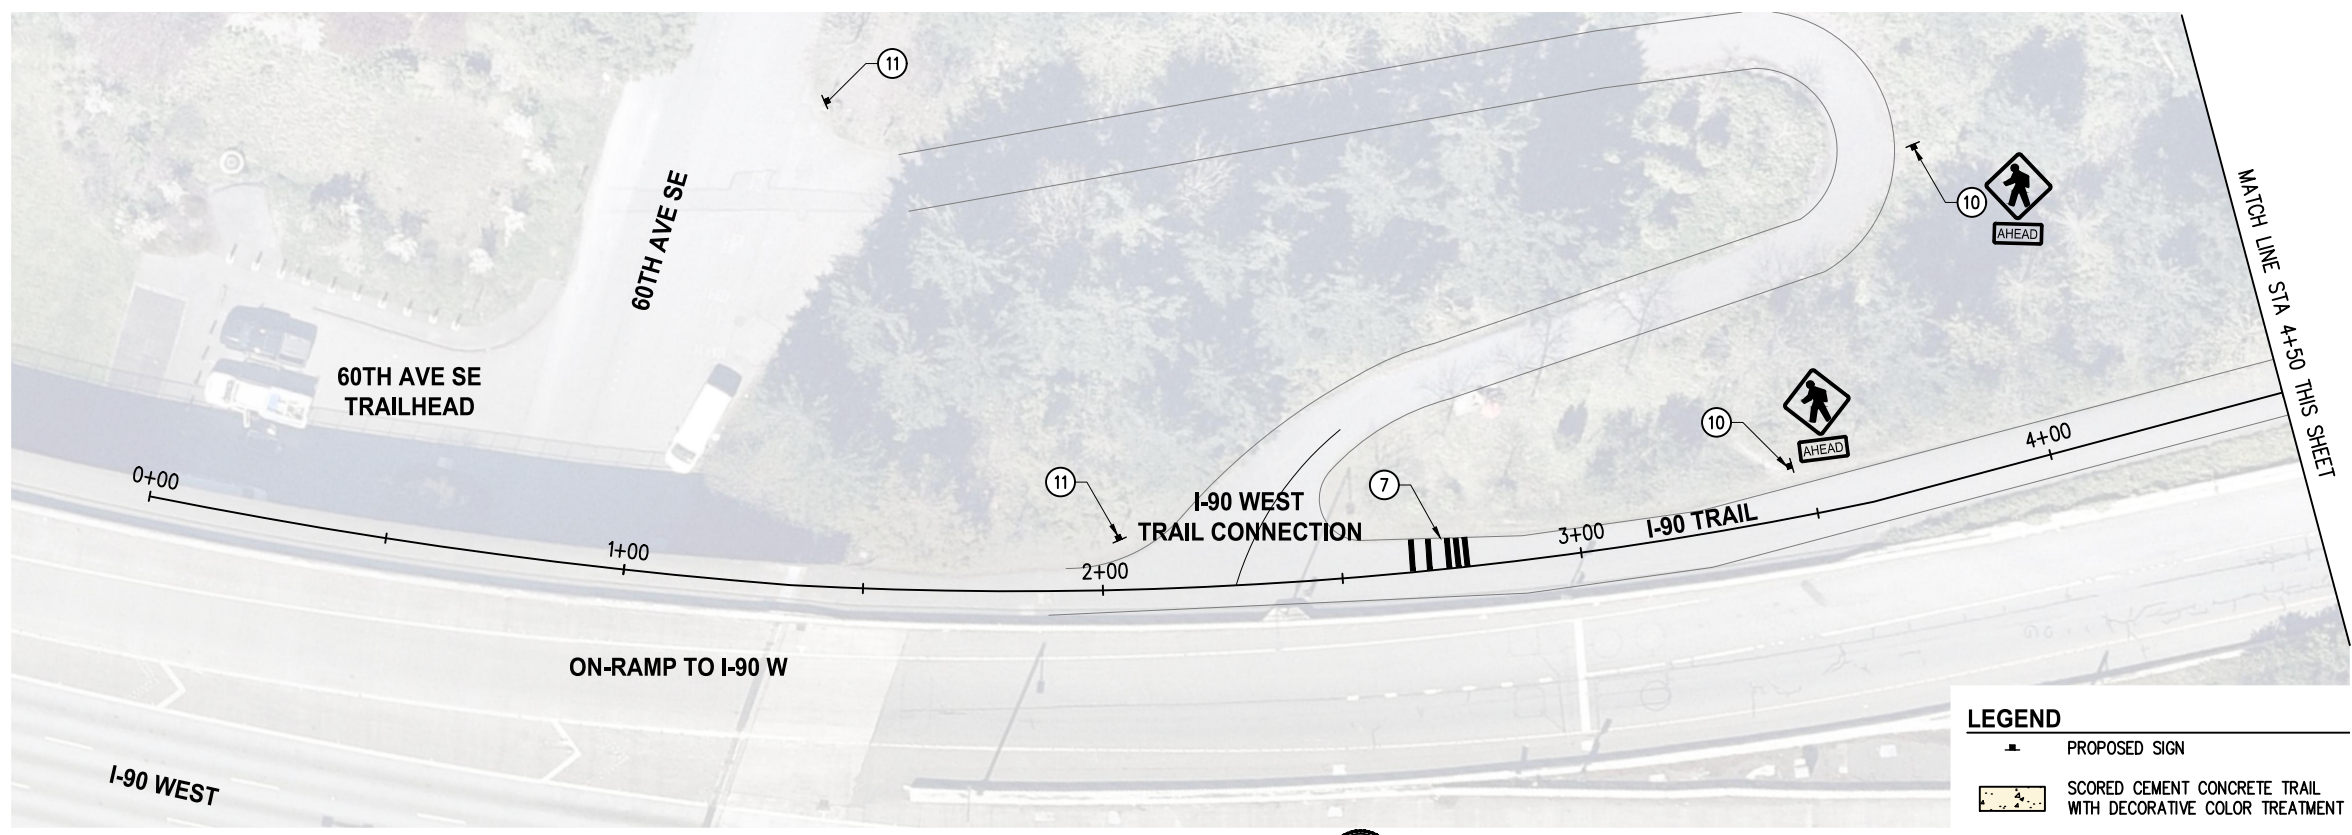 11
10
AHEAD
MATCH LINE STA 4+50 THIS SHEET
60TH AVE SE
60TH AVE SE
TRAILHEAD
10
AHEAD
4+00
0+00
11
I-90 WEST
TRAIL CONNECTION
7
I-90 TRAIL
3+00
1+00
2+00
ON-RAMP TO I-90 W
I-90 WEST
LEGEND
PROPOSED SIGN
SCORED CEMENT CONCRETE TRAIL
WITH DECORATIVE COLOR TREATMENT